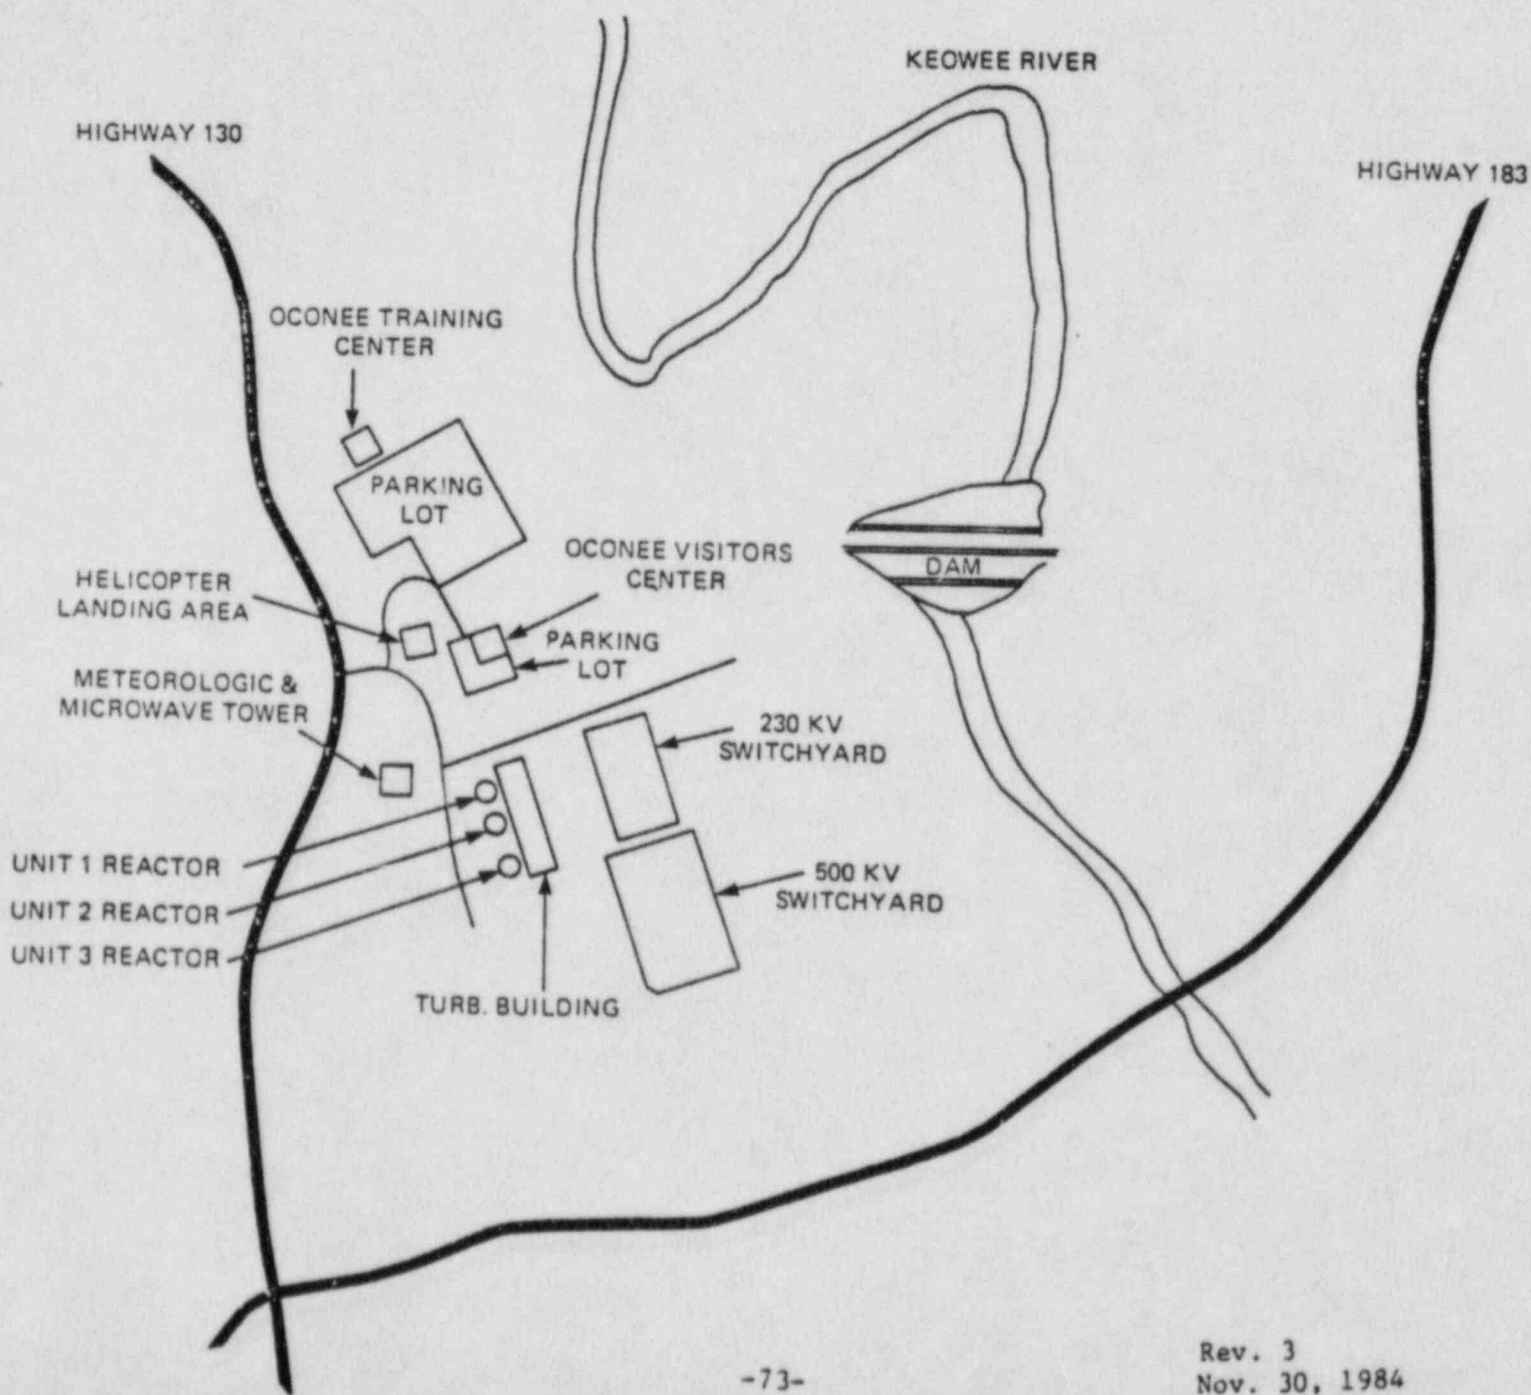 KEOWEE RIVER
HIGHWAY 130
HIGHWAY 183
OCONEE TRAINING
CENTER
PARKING
LOT
OCONEE VISITORS
CENTER
HELICOPTER
LANDING AREA
DAM
PARKING
LOT
METEOROLOGIC &
MICROWAVE TOWER
230 KV
SWITCHYARD
UNIT 1 REACTOR
500 KV
SWITCHYARD
UNIT 2 REACTOR
UNIT 3 REACTOR
TURB. BUILDING
-73-
Rev. 3
Nov. 30, 1984